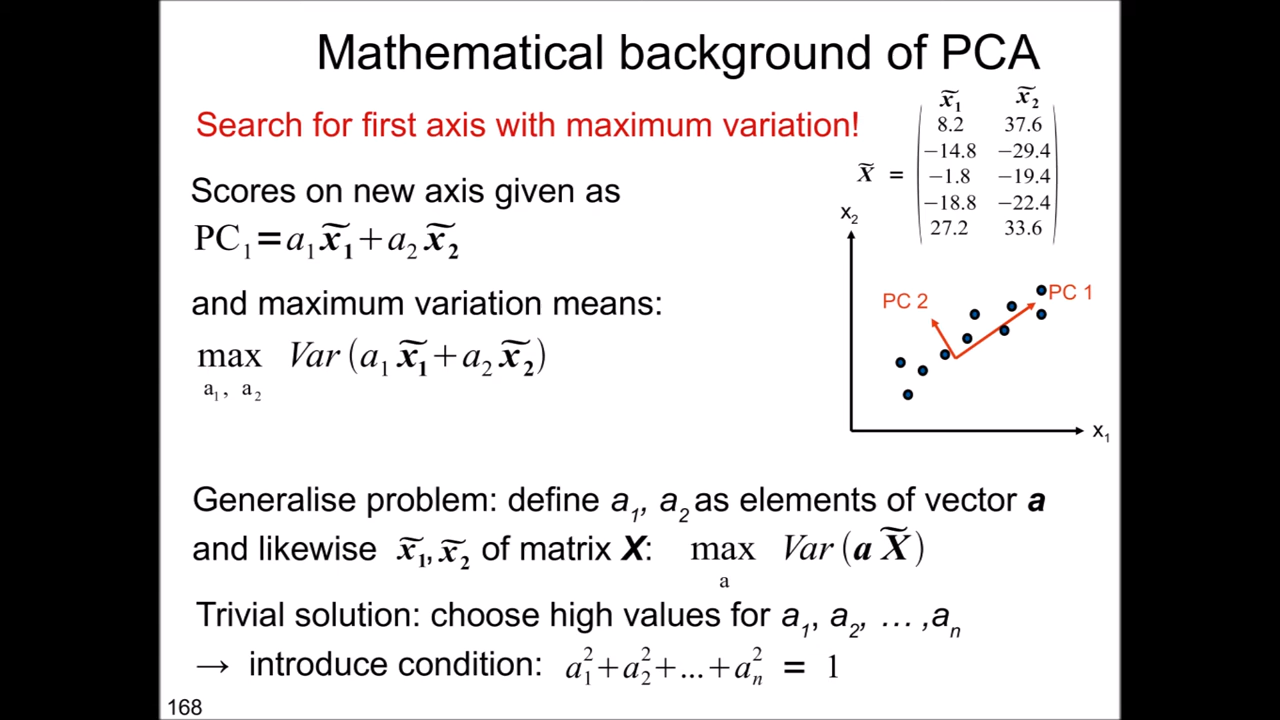 Mathematical background of PCA
Search for first axis with maximum variation!
x̃₁ x̃₂
8.2 37.6
−14.8 −29.4
X̃ = −1.8 −19.4
−18.8 −22.4
27.2 33.6
Scores on new axis given as
PC₁=a₁x̃₁+a₂x̃₂
and maximum variation means:
max Var(a₁x̃₁+a₂x̃₂)
a₁, a₂
x₂
PC 2
PC 1
x₁
Generalise problem: define a₁, a₂ as elements of vector a
and likewise x̃₁,x̃₂ of matrix X: max Var(a X̃)
a
Trivial solution: choose high values for a₁, a₂, … ,aₙ
→ introduce condition: a₁²+a₂²+...+aₙ² = 1
168